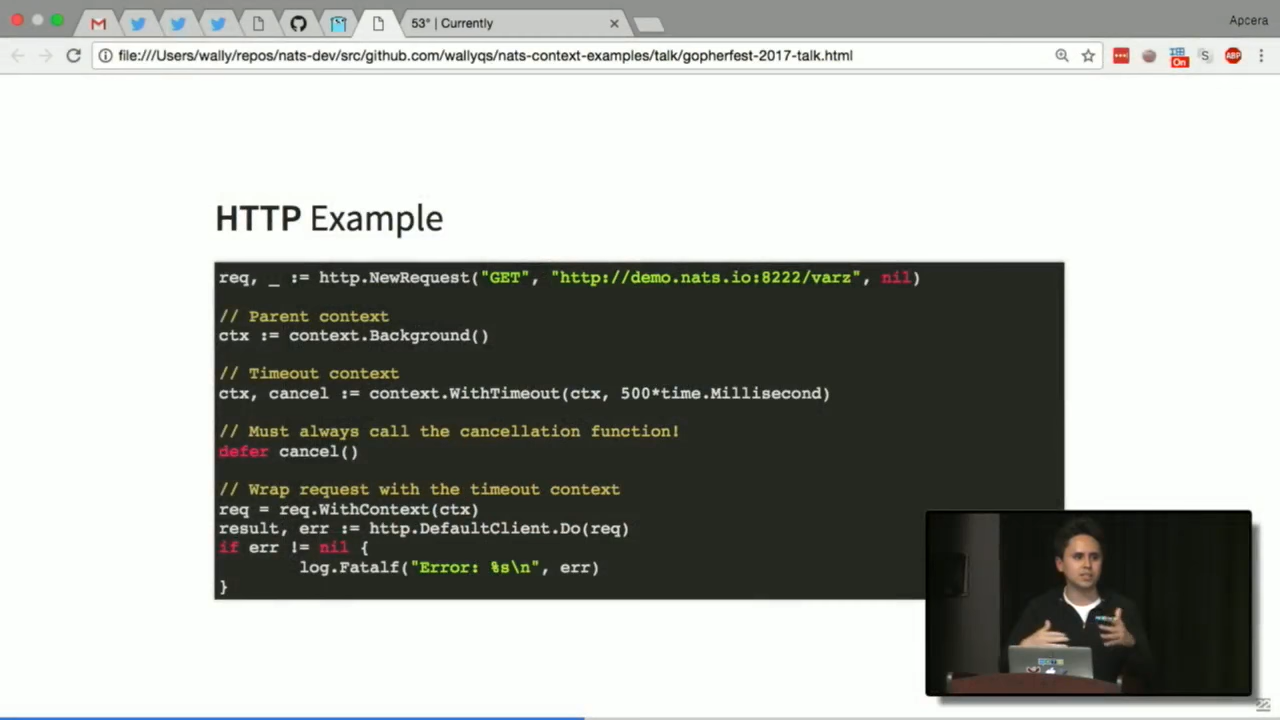 53° | Currently
Apcera
file:///Users/wally/repos/nats-dev/src/github.com/wallyqs/nats-context-examples/talk/gopherfest-2017-talk.html
On
S
ABP
HTTP Example
req, _ := http.NewRequest("GET", "http://demo.nats.io:8222/varz", nil)
// Parent context
ctx := context.Background()
// Timeout context
ctx, cancel := context.WithTimeout(ctx, 500*time.Millisecond)
// Must always call the cancellation function!
defer cancel()
// Wrap request with the timeout context
req = req.WithContext(ctx)
result, err := http.DefaultClient.Do(req)
if err != nil {
log.Fatalf("Error: %s\n", err)
}